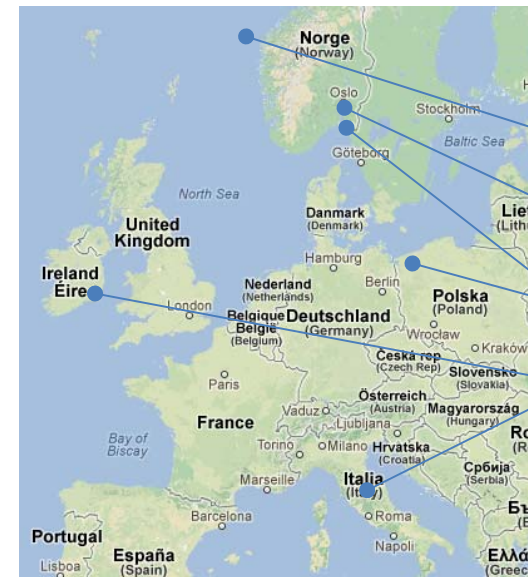 Norge
(Norway)
Oslo
Stockholm
Göteborg
Baltic Sea
North Sea
Danmark
(Denmark)
United
Kingdom
Ireland
Éire
Hamburg
Nederland
(Netherlands)
Berlin
Polska
(Poland)
London
Belgique
België
(Belgium)
Deutschland
(Germany)
Wrocław
Kraków
Česká rep
(Czech Rep)
Slovensko
(Slovakia)
Paris
Österreich
(Austria)
Magyarország
(Hungary)
Vaduz
Ljubljana
France
Hrvatska
(Croatia)
Torino
Milano
Србија
(Serbia)
Bay of
Biscay
Marseille
Italia
Roma
Barcelona
Napoli
Portugal
España
(Spain)
Lisboa